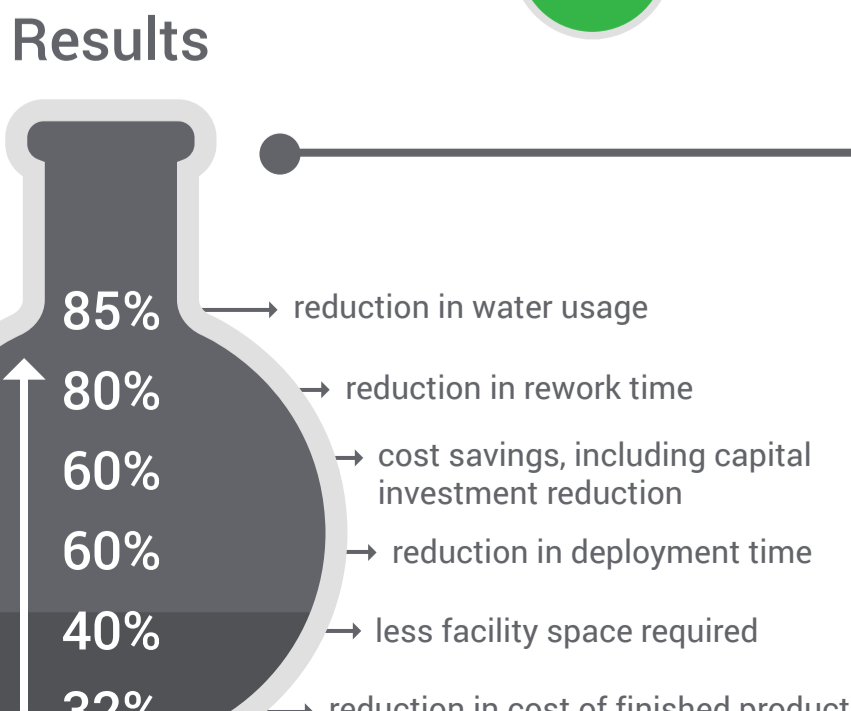 Results
85% reduction in water usage
80% reduction in rework time
60% cost savings, including capital
investment reduction
60% reduction in deployment time
40% less facility space required
32% reduction in cost of finished product